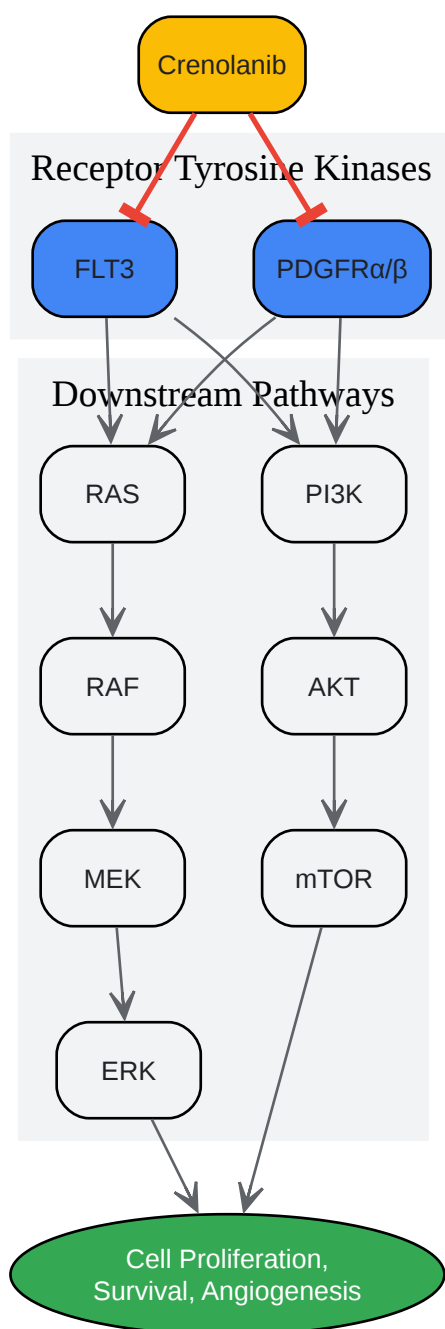 Crenolanib
Receptor Tyrosine Kinases
FLT3
PDGFRα/β
Downstream Pathways
RAS
PI3K
RAF
AKT
MEK
mTOR
ERK
Cell Proliferation,
Survival, Angiogenesis